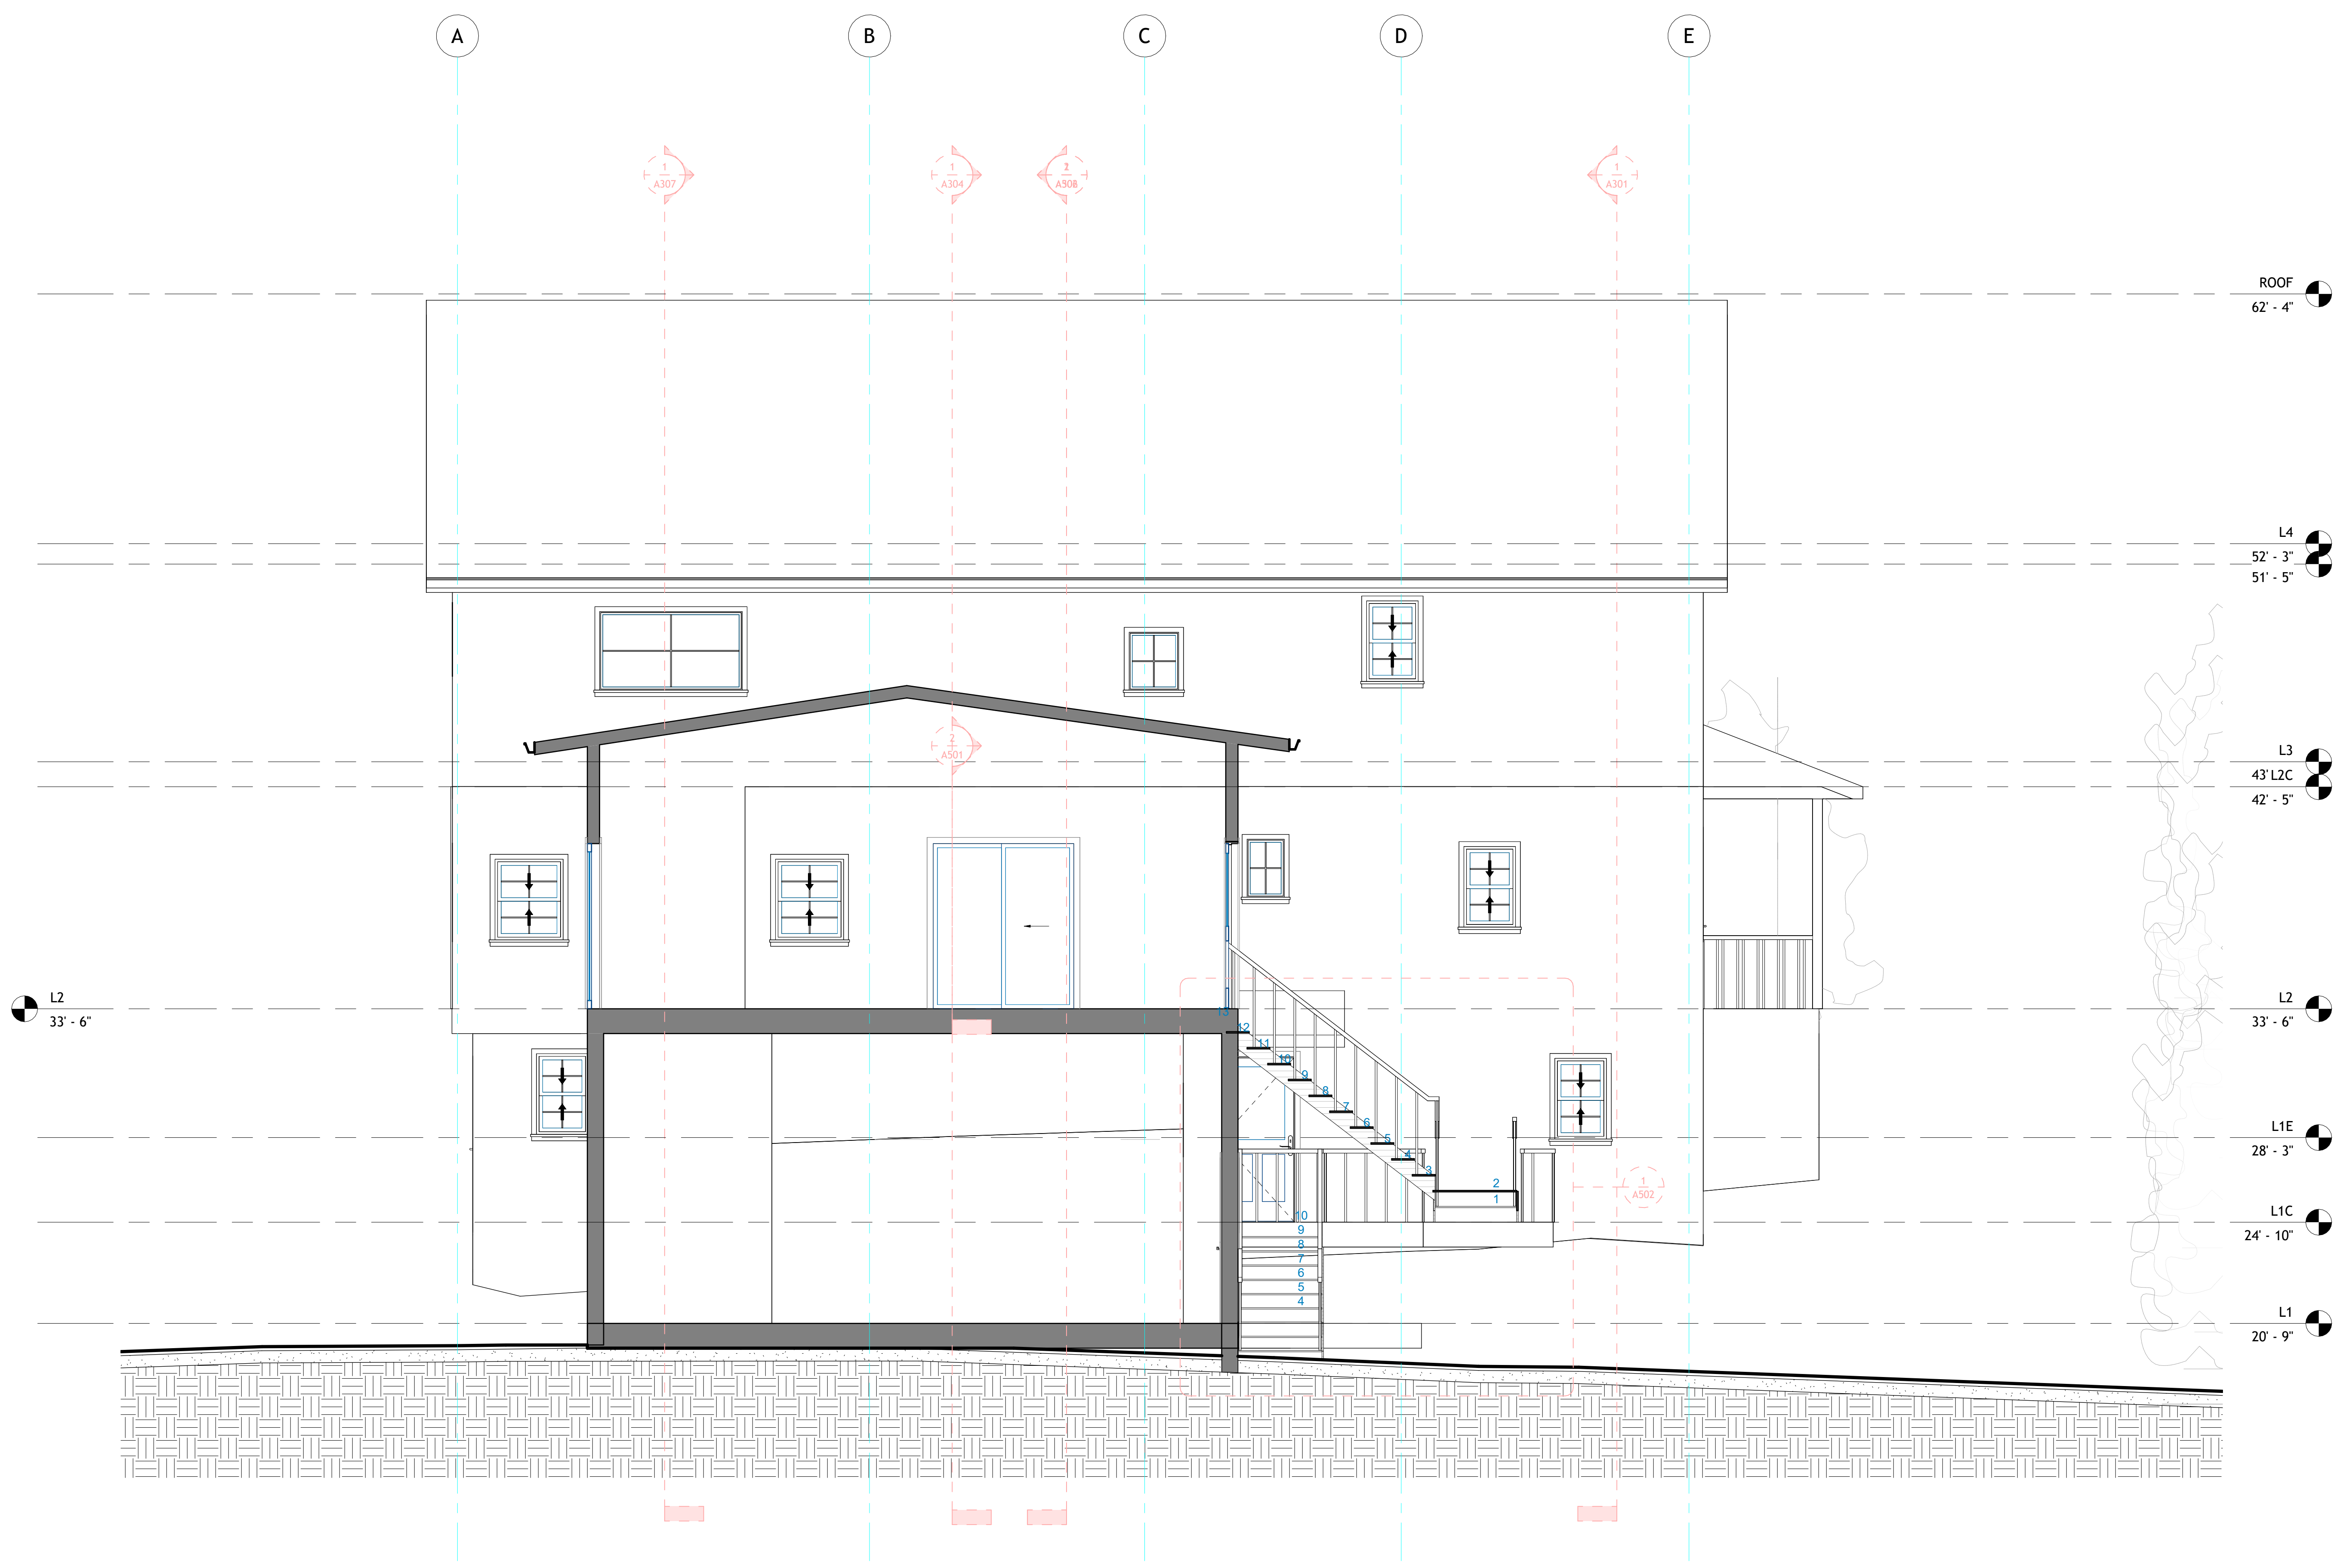 A
B
C
D
E
1
A307
1
A304
1
A301
ROOF
62' - 4"
L4
52' - 3"
51' - 5"
2
A501
L3
43' L2C
42' - 5"
L2
33' - 6"
L2
33' - 6"
13
12
11
10
9
8
7
6
5
4
3
2
1
L1E
28' - 3"
1
A502
L1C
24' - 10"
10
9
8
7
6
5
4
L1
20' - 9"